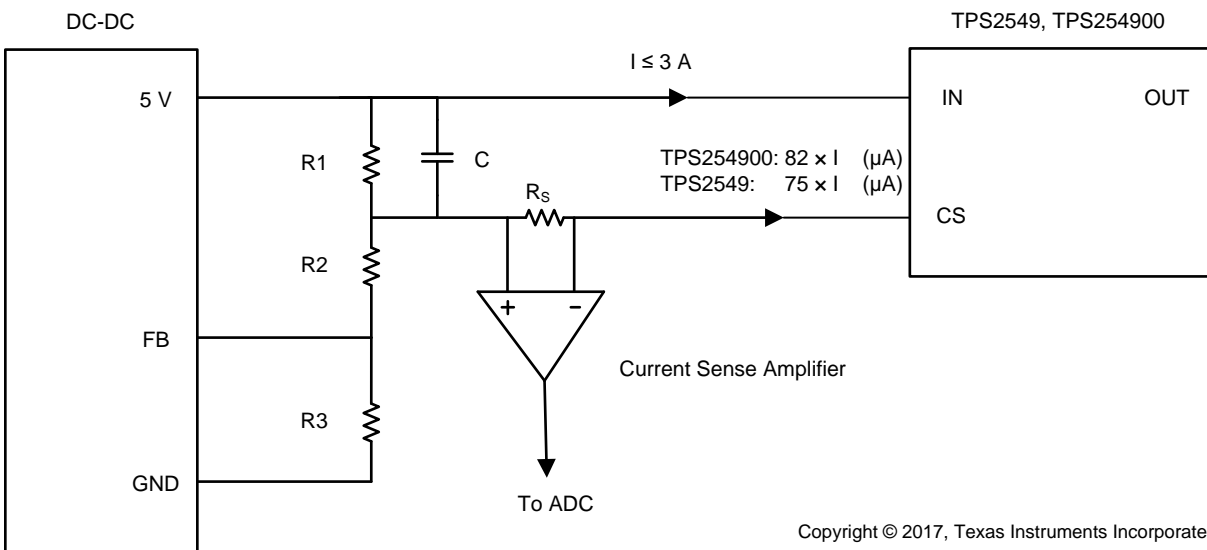 DC-DC
TPS2549, TPS254900
I ≤ 3 A
5 V
IN
OUT
R1
C
TPS254900: 82 × I (µA)
TPS2549: 75 × I (µA)
RS
CS
R2
+
−
FB
Current Sense Amplifier
R3
GND
To ADC
Copyright © 2017, Texas Instruments Incorporate